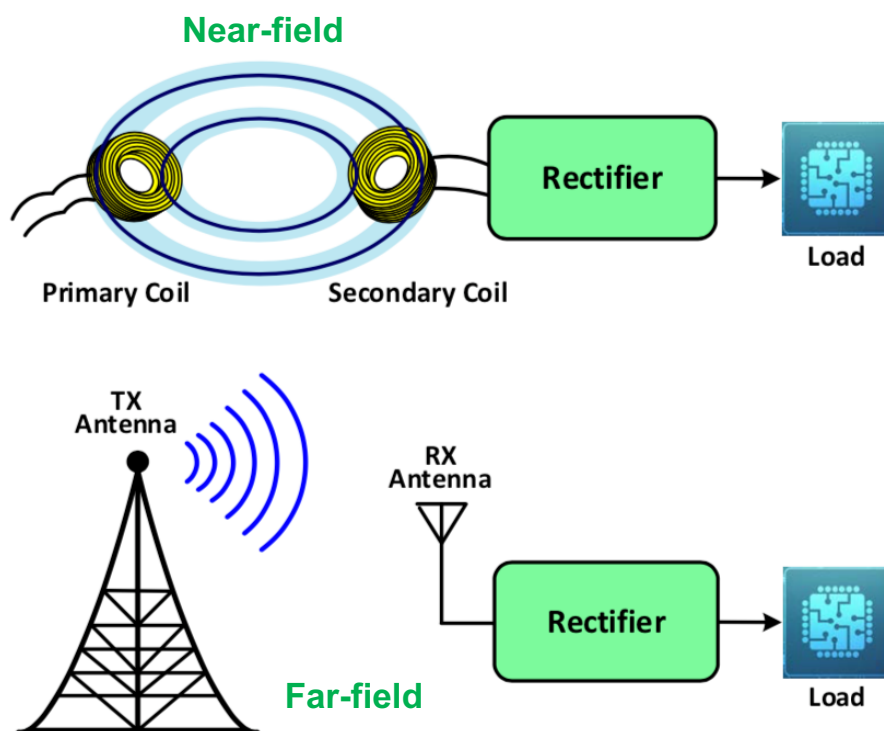 Near-field
Rectifier
Load
Primary Coil
Secondary Coil
TX
Antenna
RX
Antenna
Rectifier
Load
Far-field